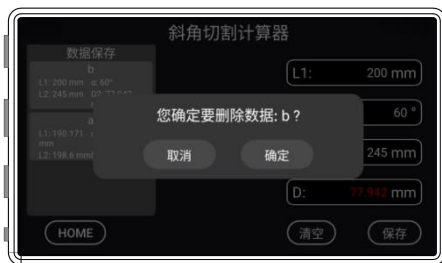 斜角切割计算器
数据保存
b
L1: 200 mm α: 60°
L2: 245 mm
a
L1: 190.171
mm
L2: 198.6 mm
您确定要删除数据: b ?
取消 确定
L1: 200 mm
60 °
245 mm
D: 77.942 mm
HOME 清空 保存